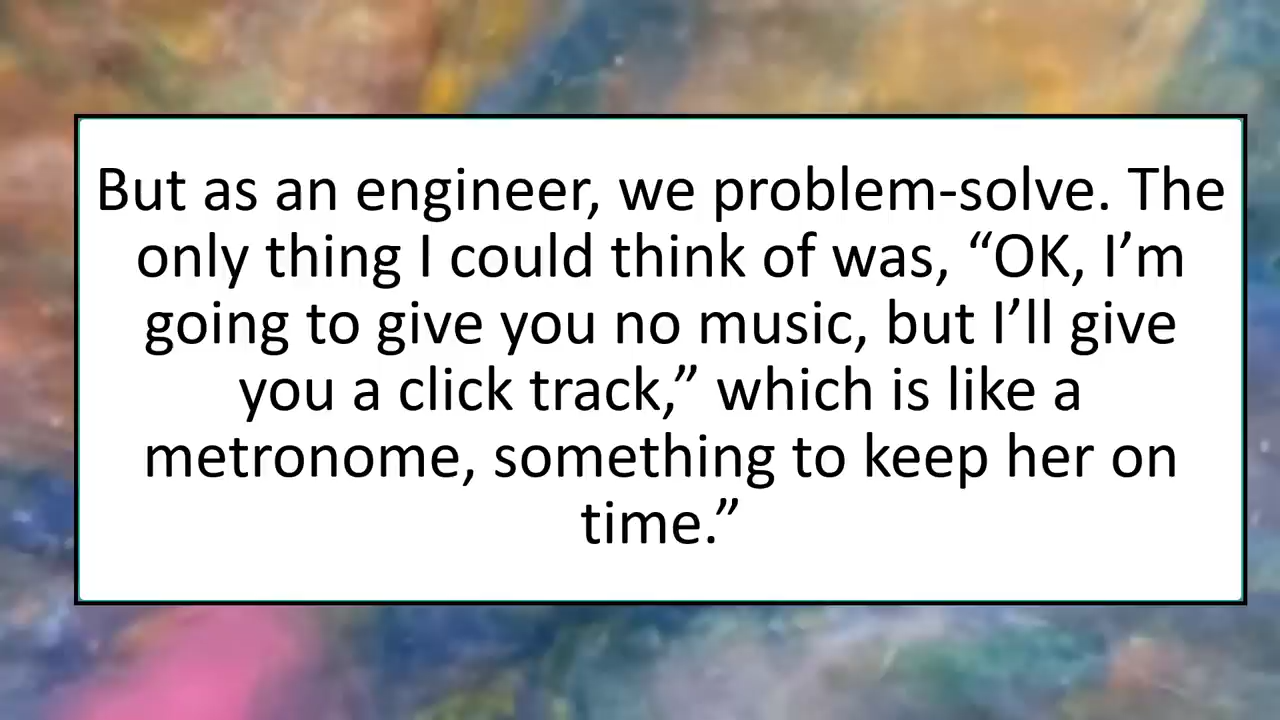 But as an engineer, we problem-solve. The
only thing I could think of was, “OK, I’m
going to give you no music, but I’ll give
you a click track,” which is like a
metronome, something to keep her on
time.”